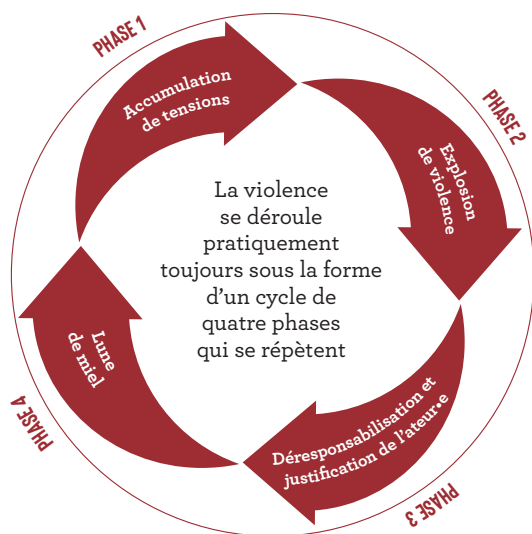 PHASE 1
Accumulation
de tensions
PHASE 2
Explosion
de violence
La violence
se déroule
pratiquement
toujours sous la forme
d'un cycle de
quatre phases
qui se répètent
Déresponsabilisation et
justification de l'ateur•e
PHASE 3
Lune
de miel
PHASE 4